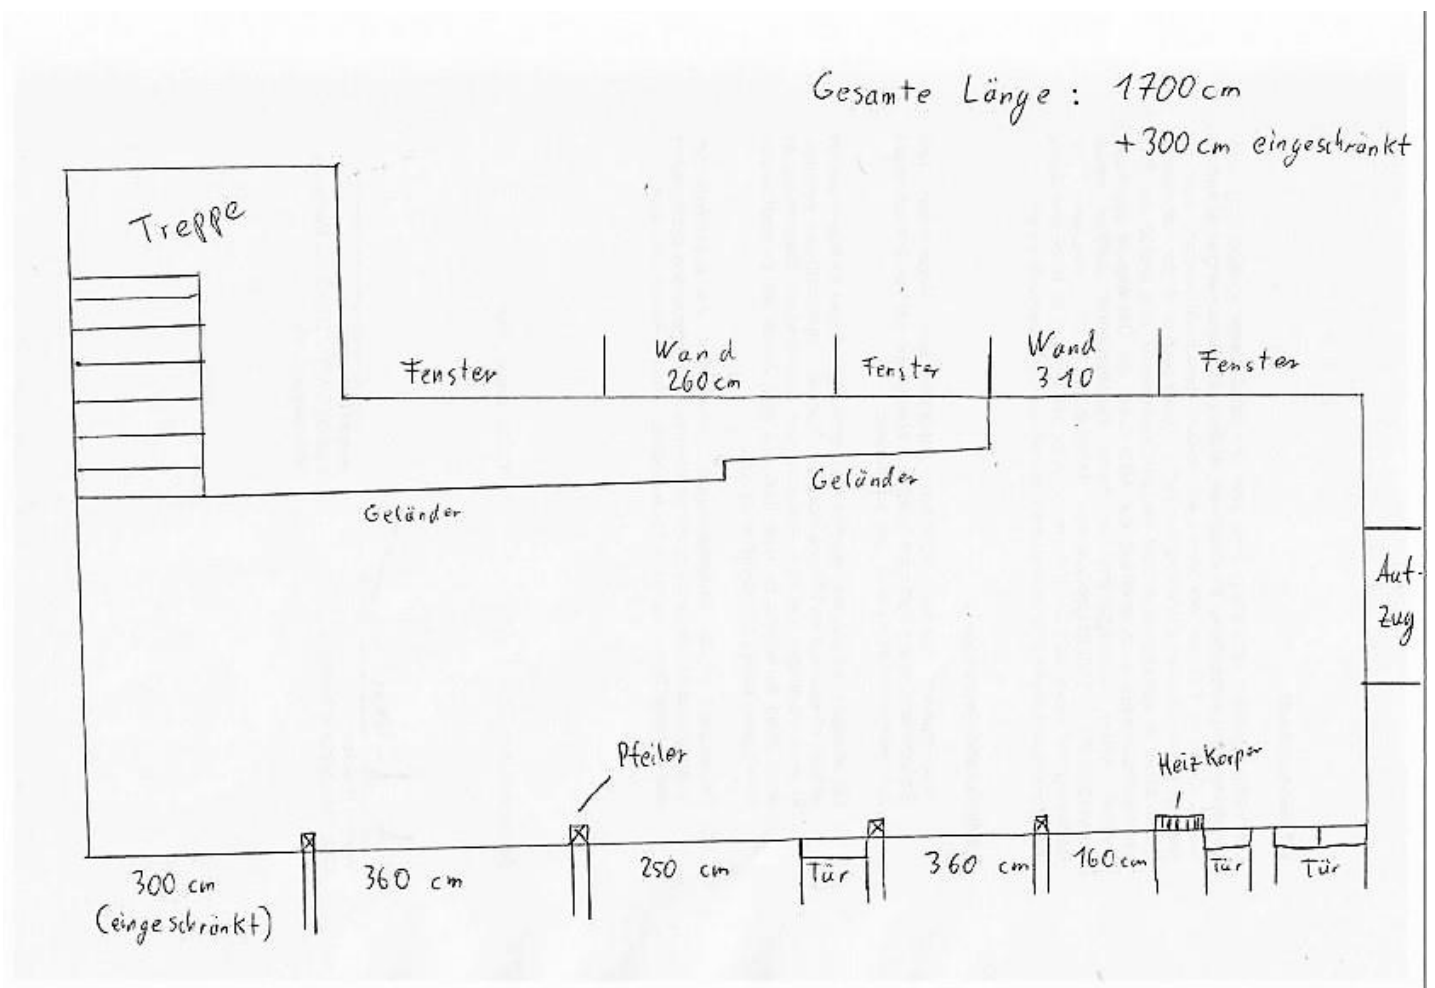 Gesamte Länge: 1700 cm
+ 300 cm eingeschränkt
Treppe
Fenster
Wand
260 cm
Fenster
Wand
310
Fenster
Geländer
Geländer
Auf-
zug
Pfeiler
Heizkörper
300 cm
(eingeschränkt)
360 cm
250 cm
Tür
360 cm
160 cm
Tür
Tür